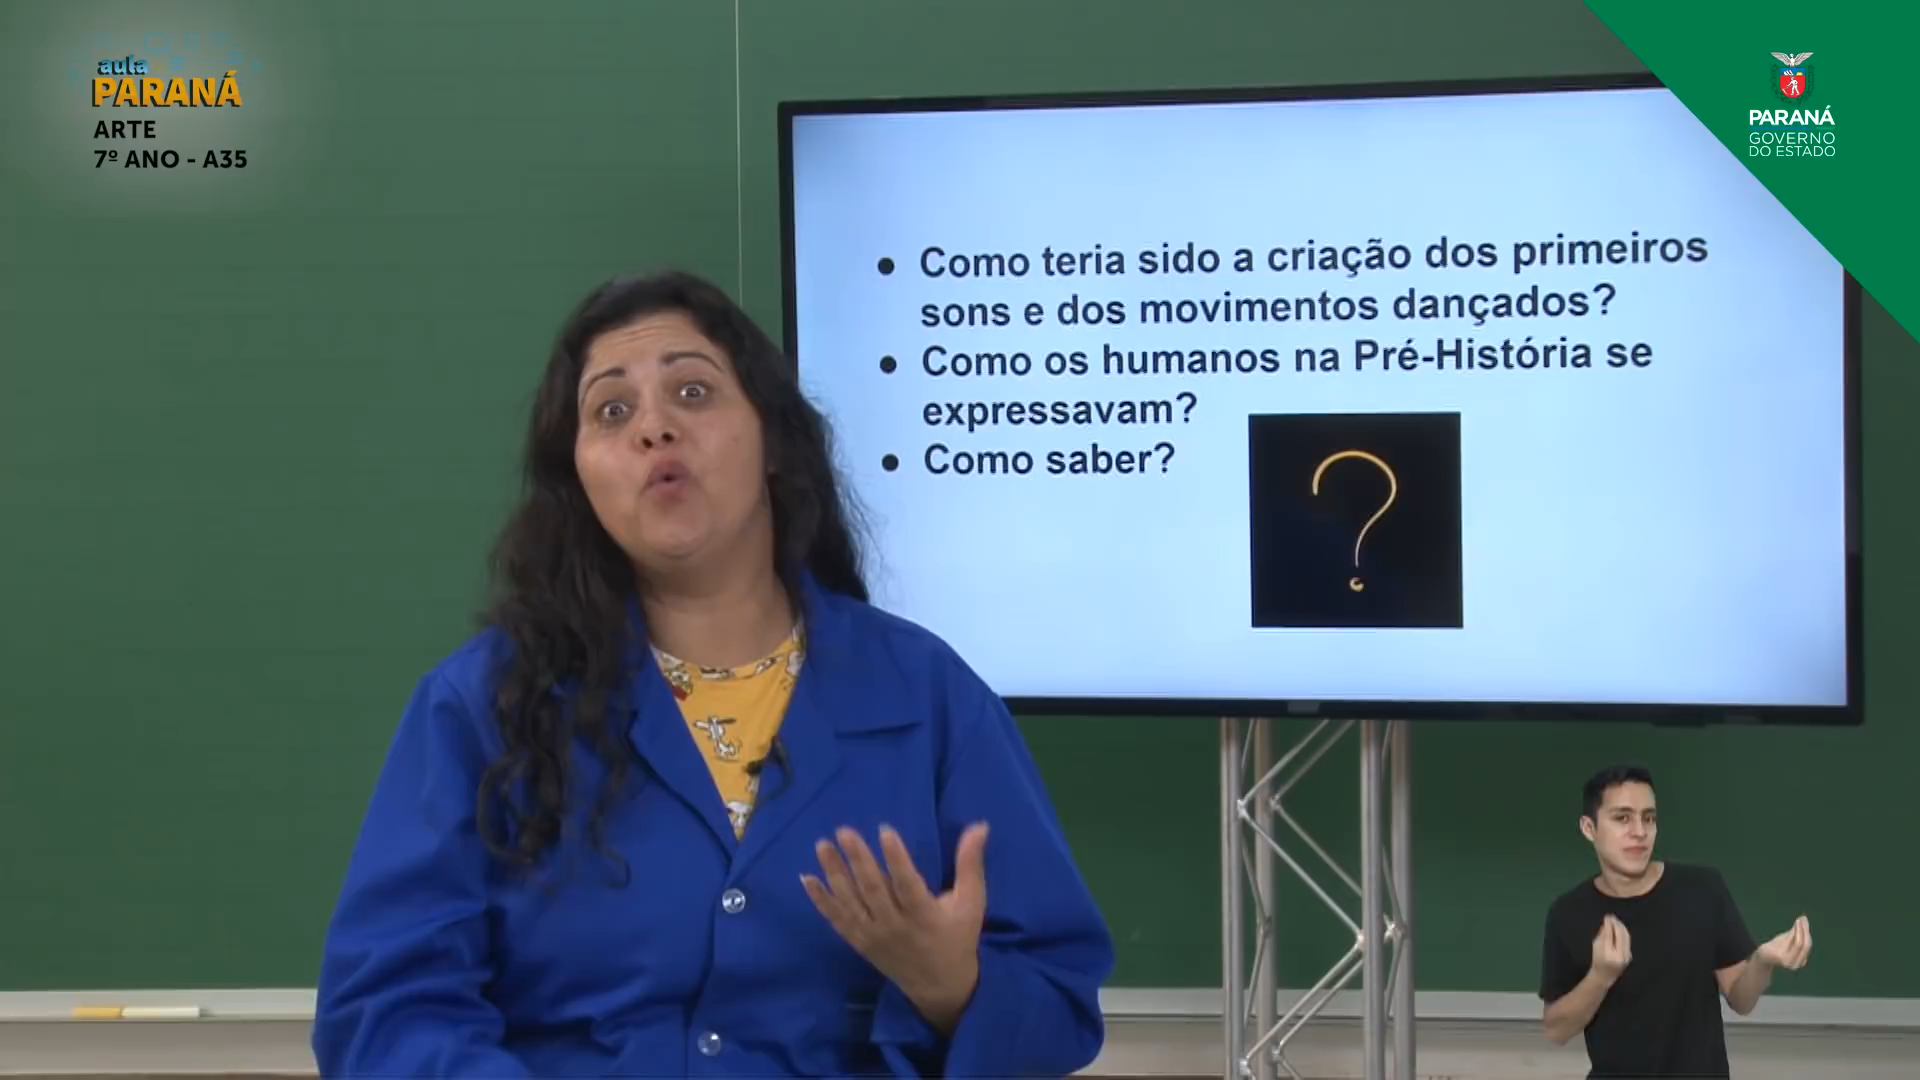 aula
PARANÁ
ARTE
7º ANO - A35
PARANÁ
GOVERNO
DO ESTADO
● Como teria sido a criação dos primeiros
sons e dos movimentos dançados?
● Como os humanos na Pré-História se
expressavam?
● Como saber?
?